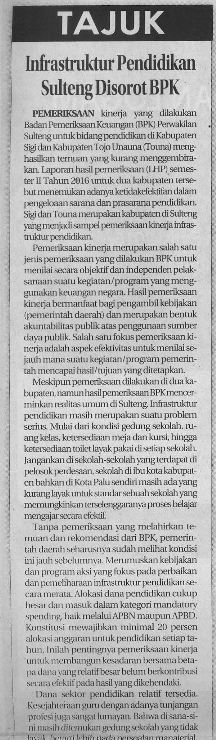 TAJUK
Infrastruktur Pendidikan
Sulteng Disorot BPK
PEMERIKSAAN kinerja yang dilakukan
Badan Pemeriksa Keuangan (BPK) Perwakilan
Sulteng untuk bidang pendidikan di Kabupaten
Sigi dan Kabupaten Tojo Unauna (Touna) meng-
hasilkan temuan yang kurang menggembira-
kan. Laporan hasil pemeriksaan (LHP) semes-
ter II Tahun 2016 untuk dua kabupaten terse-
but menemukan adanya ketidakefektifan dalam
pengelolaan sarana dan prasarana pendidikan.
Sigi dan Touna merupakan kabupaten di Sulteng
yang menjadi sampel pemeriksaan kinerja infra-
struktur pendidikan.
Pemeriksaan kinerja merupakan salah satu
jenis pemeriksaan yang dilakukan BPK untuk
menilai secara objektif dan independen pelak-
sanaan suatu kegiatan/program yang meng-
gunakan keuangan negara. Hasil pemeriksaan
kinerja bermanfaat bagi pengambil kebijakan
(pemerintah daerah) dan merupakan bentuk
akuntabilitas publik atas penggunaan sumber
daya publik. Salah satu fokus pemeriksaan ki-
nerja adalah aspek efektivitas untuk menilai se-
jauh mana suatu kegiatan/program pemerin-
tah mencapai hasil/tujuan yang ditetapkan.
Meskipun pemeriksaan dilakukan di dua ka-
bupaten, namun hasil pemeriksaan BPK mencer-
minkan realitas umum di Sulteng. Infrastruktur
pendidikan masih merupakan suatu problem
serius. Mulai dari kondisi gedung sekolah, ru-
ang kelas, ketersediaan meja dan kursi, hingga
ketersediaan toilet layak pakai di setiap sekolah.
Jangankan di sekolah-sekolah yang terdapat di
pelosok perdesaan, sekolah di ibu kota kabupaten
bahkan di Kota Palu sendiri masih ada yang
kurang layak untuk standar sebuah sekolah yang
memungkinkan terselenggaranya proses belajar
mengajar secara efektif.
Tanpa pemeriksaan yang melahirkan te-
muan dan rekomendasi dari BPK, pemerin-
tah daerah seharusnya sudah melihat kondisi
ini jauh sebelumnya. Merumuskan kebijakan
dan program aksi yang fokus pada perbaikan
dan pemeliharaan infrastruktur pendidikan se-
cara merata. Alokasi dana pendidikan cukup
besar dan masuk dalam kategori mandatory
spending, baik melalui APBN maupun APBD.
Konstitusi mewajibkan minimal 20 persen
alokasi anggaran untuk pendidikan setiap ta-
hun. Inilah pentingnya pemeriksaan kinerja
untuk membangun kesadaran bersama beta-
pa dana yang relatif besar belum berkontribusi
secara efektif pada hasil yang dikehendaki.
Dana sektor pendidikan relatif tersedia.
Kesejahteraan guru dengan adanya tunjangan
profesi juga sangat lumayan. Bahwa di sana-si-
ni masih ditemukan gedung sekolah yang tidak